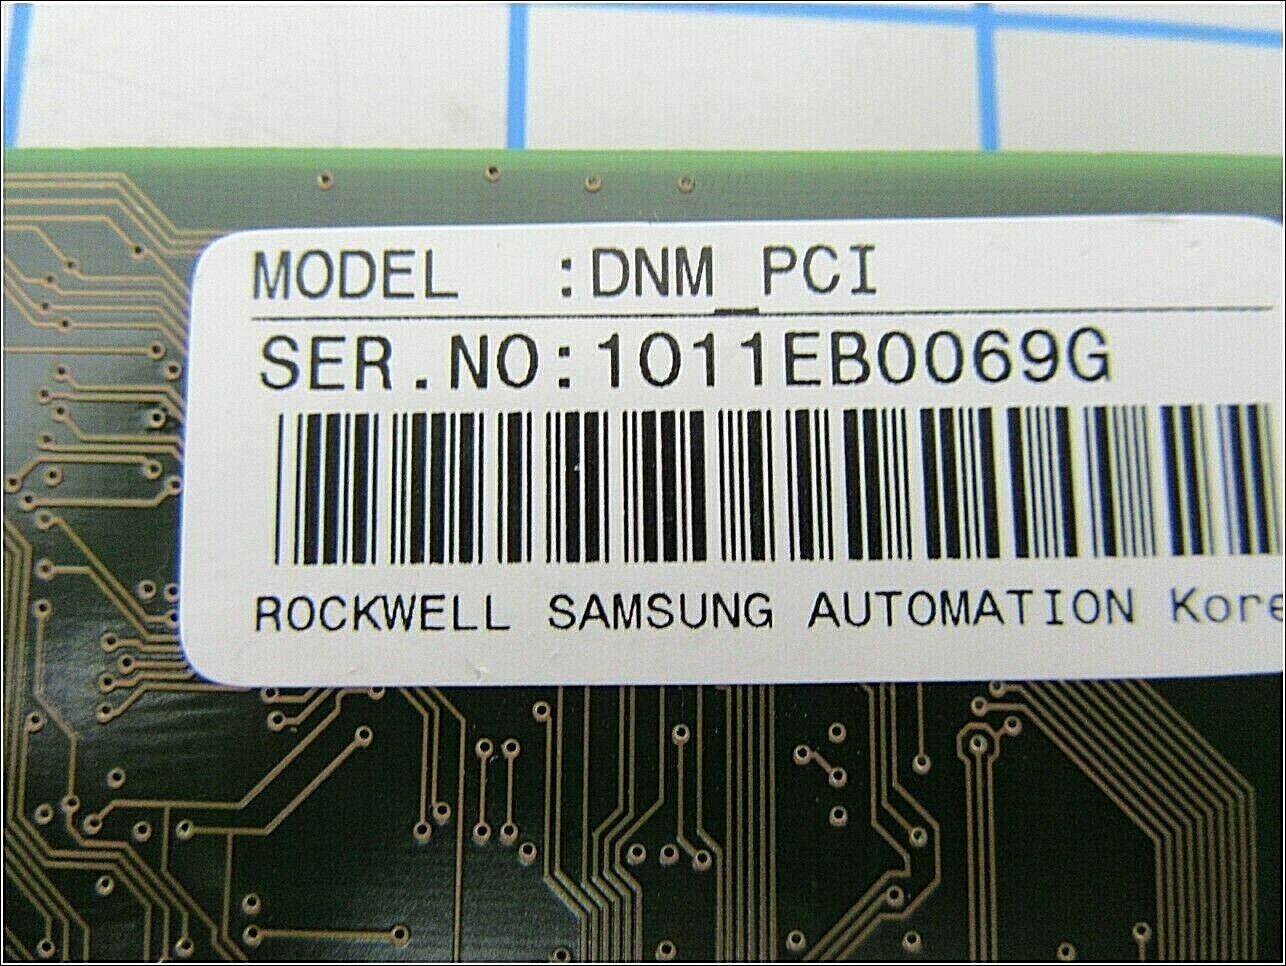 MODEL :DNM_PCI
SER.NO:1011EB0069G
ROCKWELL SAMSUNG AUTOMATION Kore